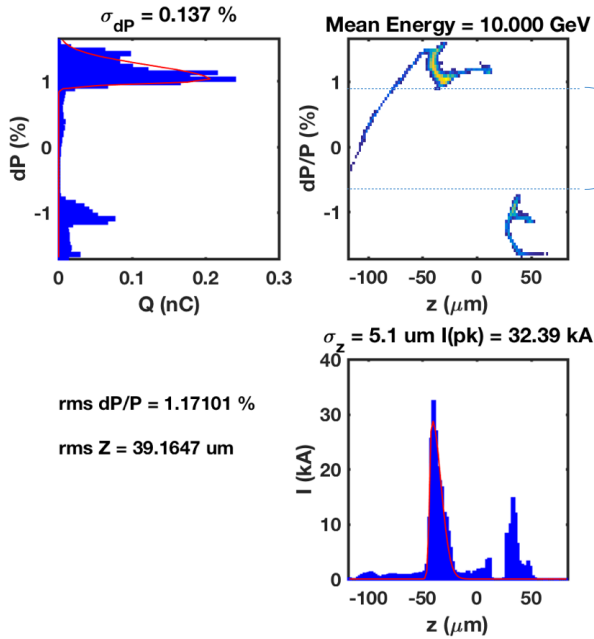 σdP = 0.137 %
dP (%)
1
0
-1
0
0.1
0.2
0.3
Q (nC)
Mean Energy = 10.000 GeV
dP/P (%)
1
0
-1
-100
-50
0
50
z (μm)
rms dP/P = 1.17101 %
rms Z = 39.1647 um
σz = 5.1 um I(pk) = 32.39 kA
I (kA)
40
30
20
10
0
-100
-50
0
50
z (μm)